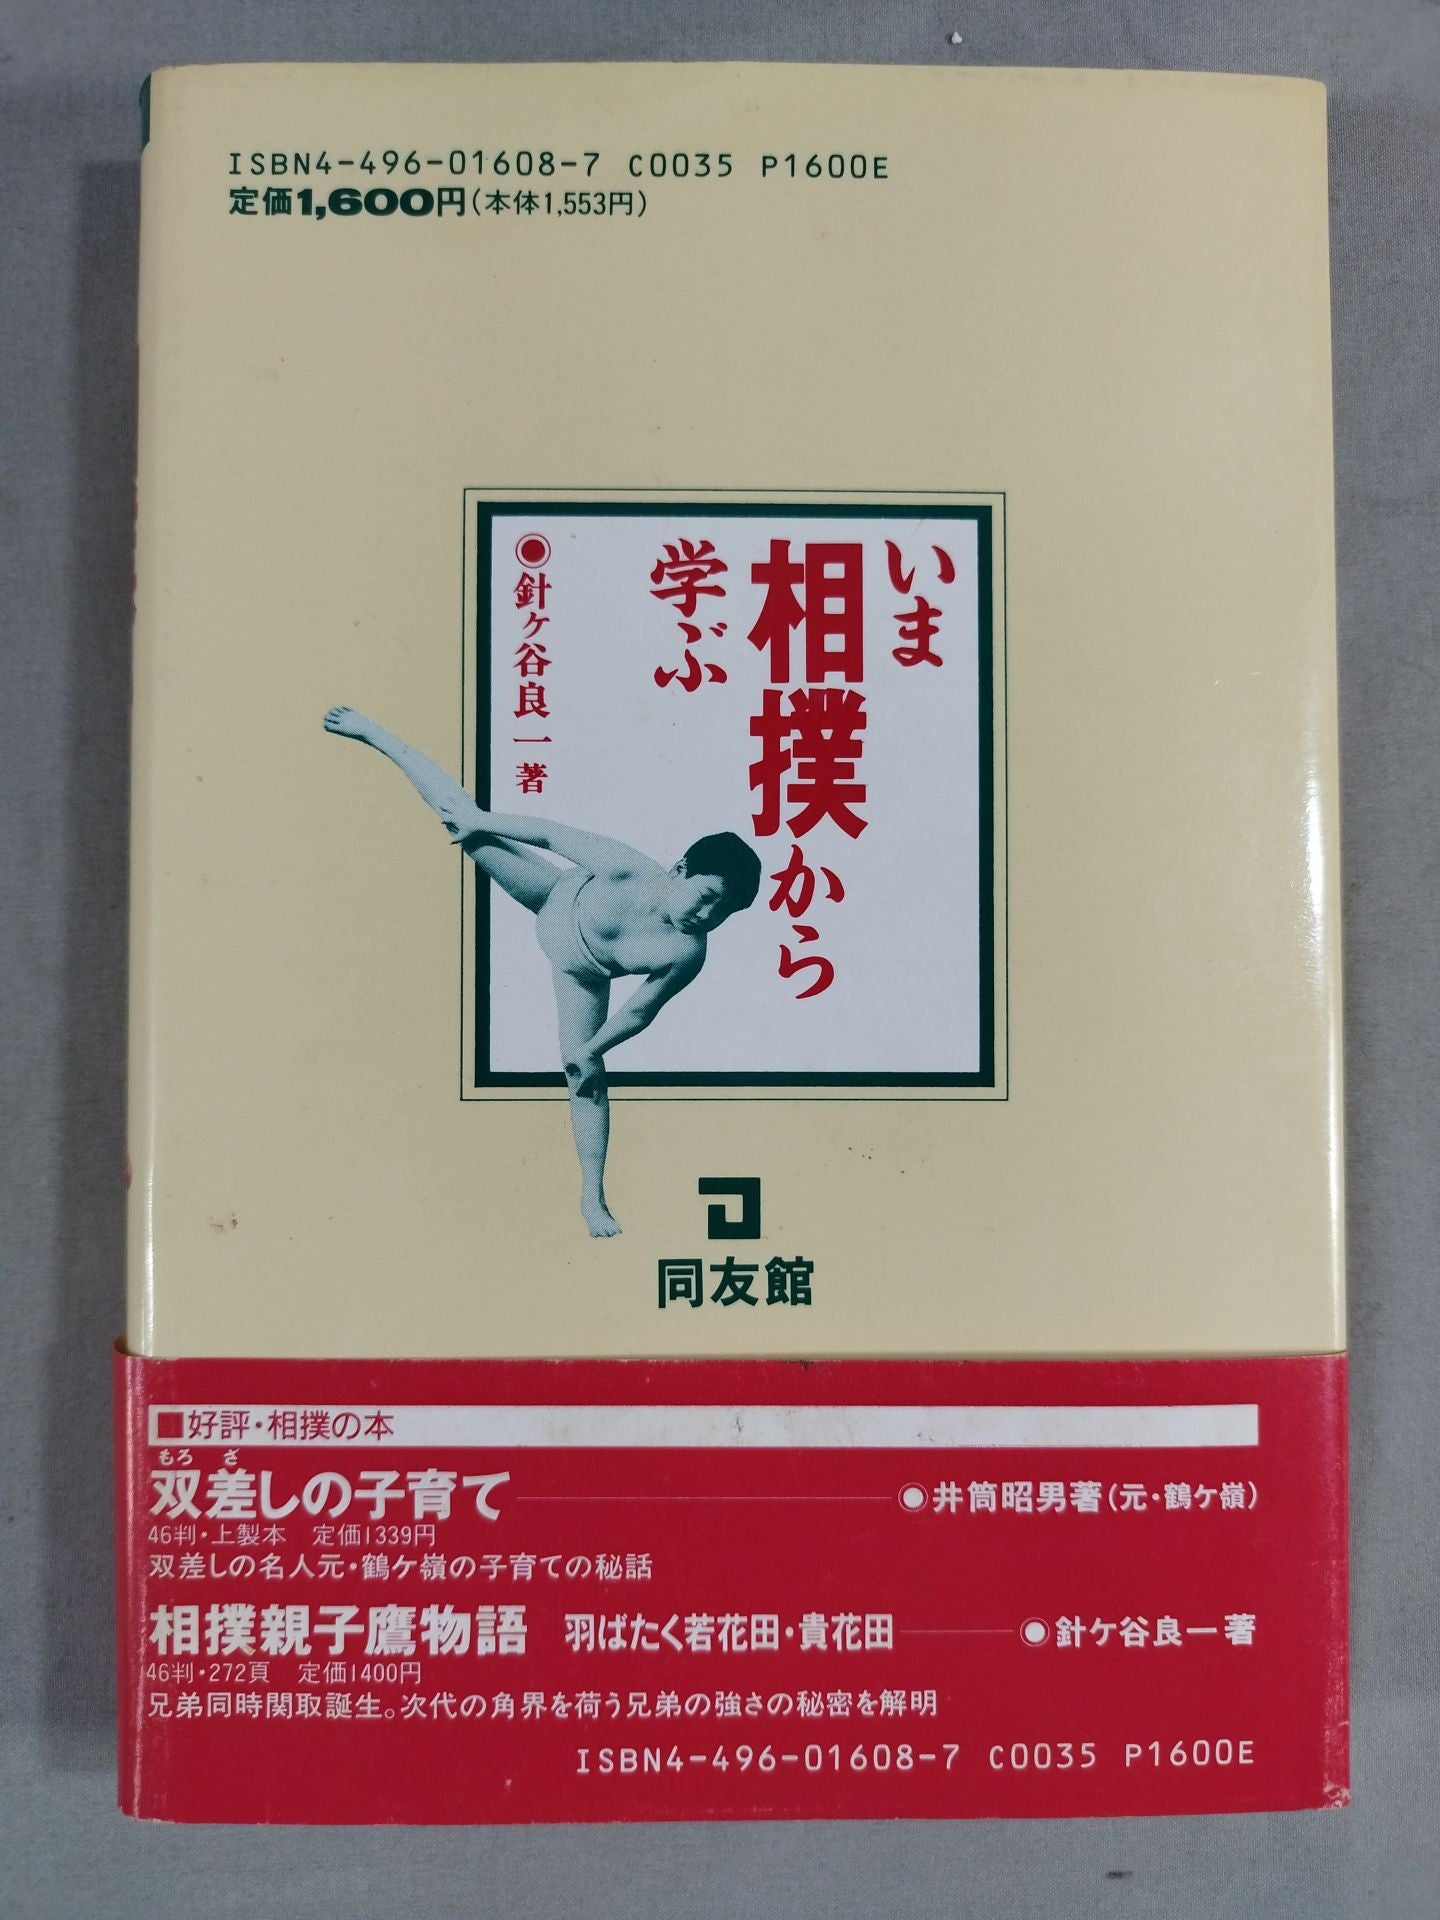 ISBN4-496-01608-7 C0035 P1600E
定価1,600円(本体1,553円)
いま
相撲から
学ぶ
◉針ヶ谷良一著
同友館
■好評・相撲の本
もろ ざ
双差しの子育て
◉井筒昭男著(元・鶴ケ嶺)
46判・上製本 定価1339円
双差しの名人元・鶴ケ嶺の子育ての秘話
相撲親子鷹物語 羽ばたく若花田・貴花田
◉針ケ谷良一著
46判・272頁 定価1400円
兄弟同時関取誕生。次代の角界を荷う兄弟の強さの秘密を解明
ISBN4-496-01608-7 C0035 P1600E